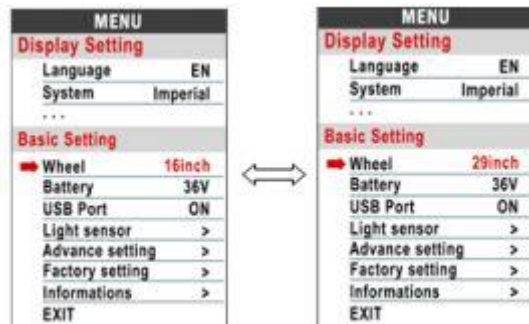 MENU
Display Setting
Language EN
System Imperial
...
Basic Setting
Wheel 16inch
Battery 36V
USB Port ON
Light sensor >
Advance setting >
Factory setting >
Informations >
EXIT
MENU
Display Setting
Language EN
System Imperial
...
Basic Setting
Wheel 29inch
Battery 36V
USB Port ON
Light sensor >
Advance setting >
Factory setting >
Informations >
EXIT